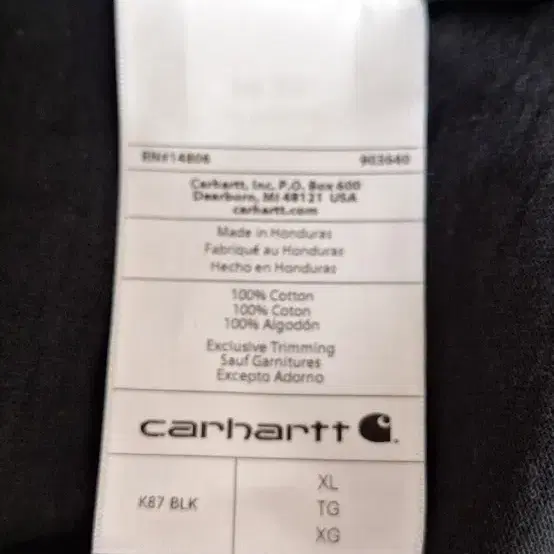 RN#14806 903640
Carhartt, Inc. P.O. Box 600
Dearborn, MI 48121 USA
carhartt.com
Made in Honduras
Fabriqué au Honduras
Hecho en Honduras
100% Cotton
100% Coton
100% Algodón
Exclusive Trimming
Sauf Garnitures
Excepto Adorno
carhartt
K87 BLK
XL
TG
XG